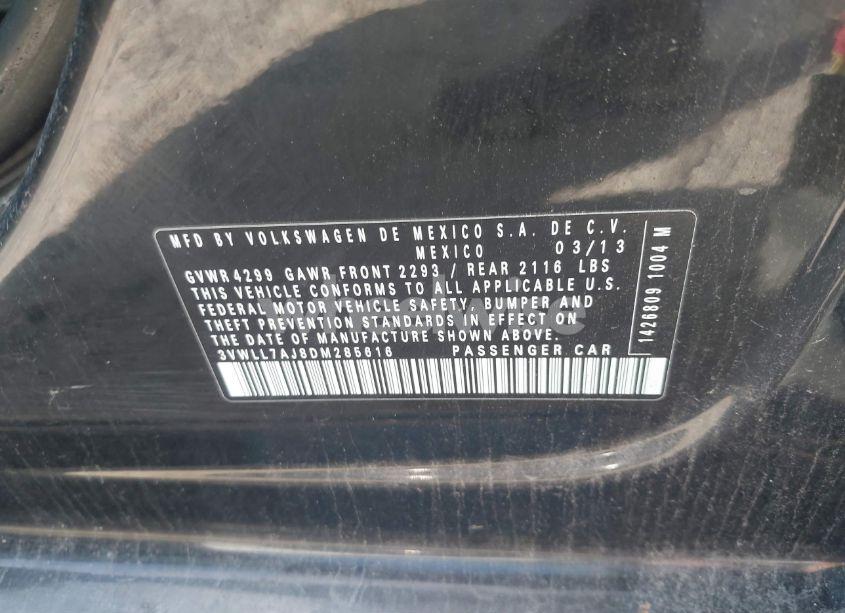 MFD BY VOLKSWAGEN DE MEXICO S.A. DE C.V.
MEXICO 03/13
GVWR 4299 GAWR FRONT 2293 / REAR 2116 LBS
THIS VEHICLE CONFORMS TO ALL APPLICABLE U.S.
FEDERAL MOTOR VEHICLE SAFETY, BUMPER AND
THEFT PREVENTION STANDARDS IN EFFECT ON
THE DATE OF MANUFACTURE SHOWN ABOVE.
3VWLL7AJ8DM285616 PASSENGER CAR
1426809 1004 M